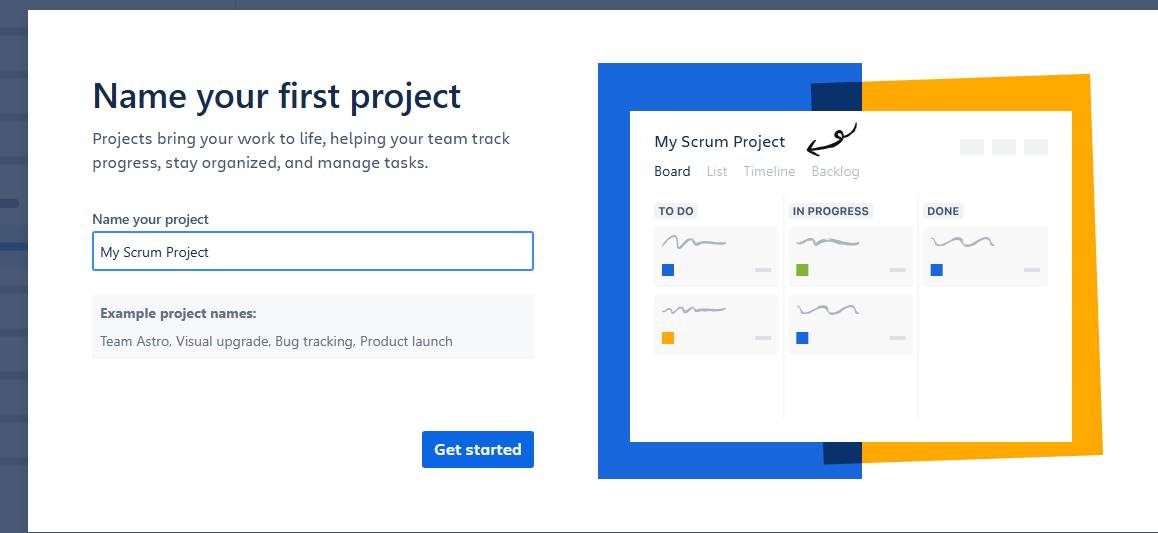 Name your first project
Projects bring your work to life, helping your team track
progress, stay organized, and manage tasks.
Name your project
My Scrum Project
Example project names:
Team Astro, Visual upgrade, Bug tracking, Product launch
Get started
My Scrum Project
Board List Timeline Backlog
TO DO IN PROGRESS DONE